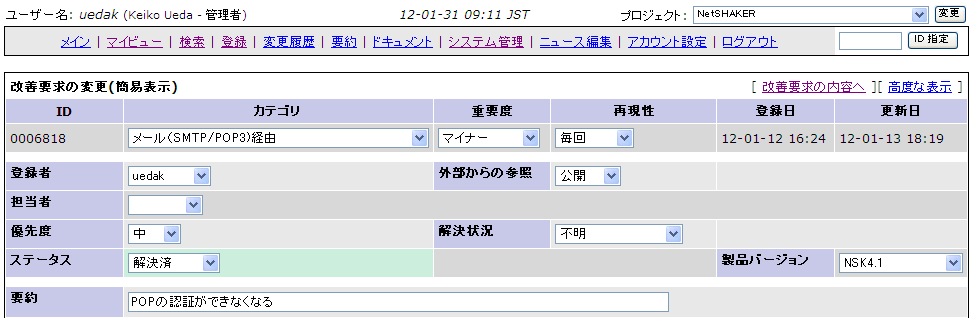 ユーザー名: uedak (Keiko Ueda - 管理者) 12-01-31 09:11 JST プロジェクト: NetSHAKER 変更
メイン | マイビュー | 検索 | 登録 | 変更履歴 | 要約 | ドキュメント | システム管理 | ニュース編集 | アカウント設定 | ログアウト ID 指定
改善要求の変更(簡易表示) [ 改善要求の内容へ ][ 高度な表示 ]
ID カテゴリ 重要度 再現性 登録日 更新日
0006818 メール(SMTP/POP3)経由 マイナー 毎回 12-01-12 16:24 12-01-13 18:19
登録者 uedak 外部からの参照 公開
担当者
優先度 中 解決状況 不明
ステータス 解決済 製品バージョン NSK4.1
要約 POPの認証ができなくなる